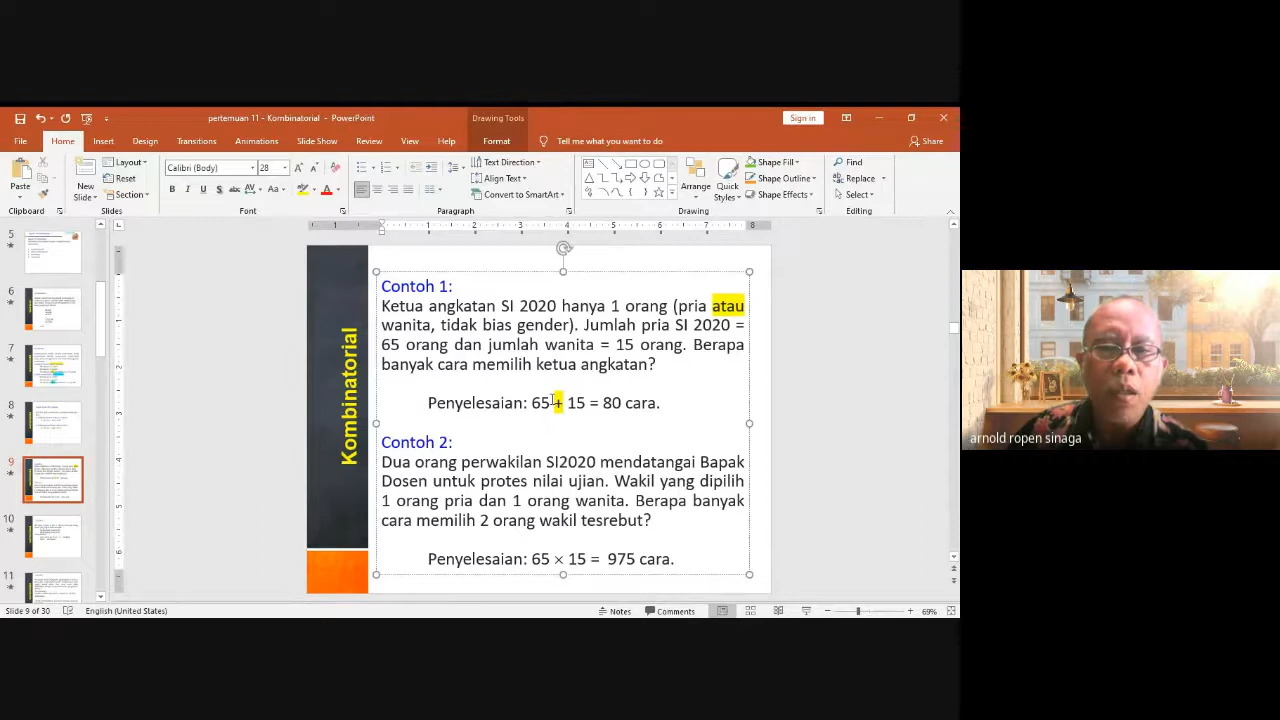 pertemuan 11 - Kombinatorial - PowerPoint
Drawing Tools
Sign in
File Home Insert Design Transitions Animations Slide Show Review View Help Format Tell me what you want to do Share
Paste
New Slide
Layout
Reset
Section
Calibri (Body) 28
Text Direction
Align Text
Convert to SmartArt
Arrange
Quick Styles
Shape Fill
Shape Outline
Shape Effects
Find
Replace
Select
Clipboard Slides Font Paragraph Drawing Editing
5
6
7
8
9
10
11
Kombinatorial
Contoh 1:
Ketua angkatan SI 2020 hanya 1 orang (pria atau
wanita, tidak bias gender). Jumlah pria SI 2020 =
65 orang dan jumlah wanita = 15 orang. Berapa
banyak cara memilih ketua angkatan?
Penyelesaian: 65 + 15 = 80 cara.
Contoh 2:
Dua orang perwakilan SI2020 mendatangai Bapak
Dosen untuk protes nilai ujian. Wakil yang dipilih
1 orang pria dan 1 orang wanita. Berapa banyak
cara memilih 2 orang wakil tesrebut?
Penyelesaian: 65 × 15 = 975 cara.
Slide 9 of 30
English (United States)
Notes
Comments
69%
arnold ropen sinaga